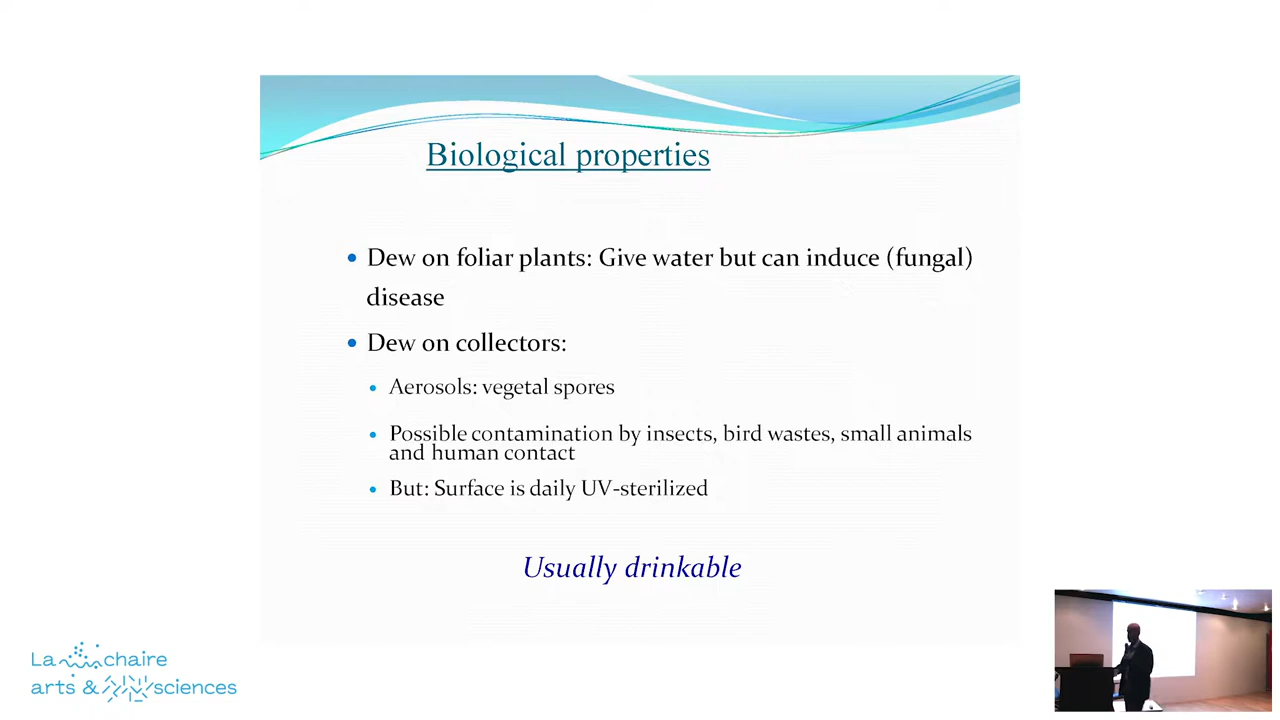 Biological properties
Dew on foliar plants: Give water but can induce (fungal)
disease
Dew on collectors:
Aerosols: vegetal spores
Possible contamination by insects, bird wastes, small animals
and human contact
But: Surface is daily UV-sterilized
Usually drinkable
La chaire
arts & sciences